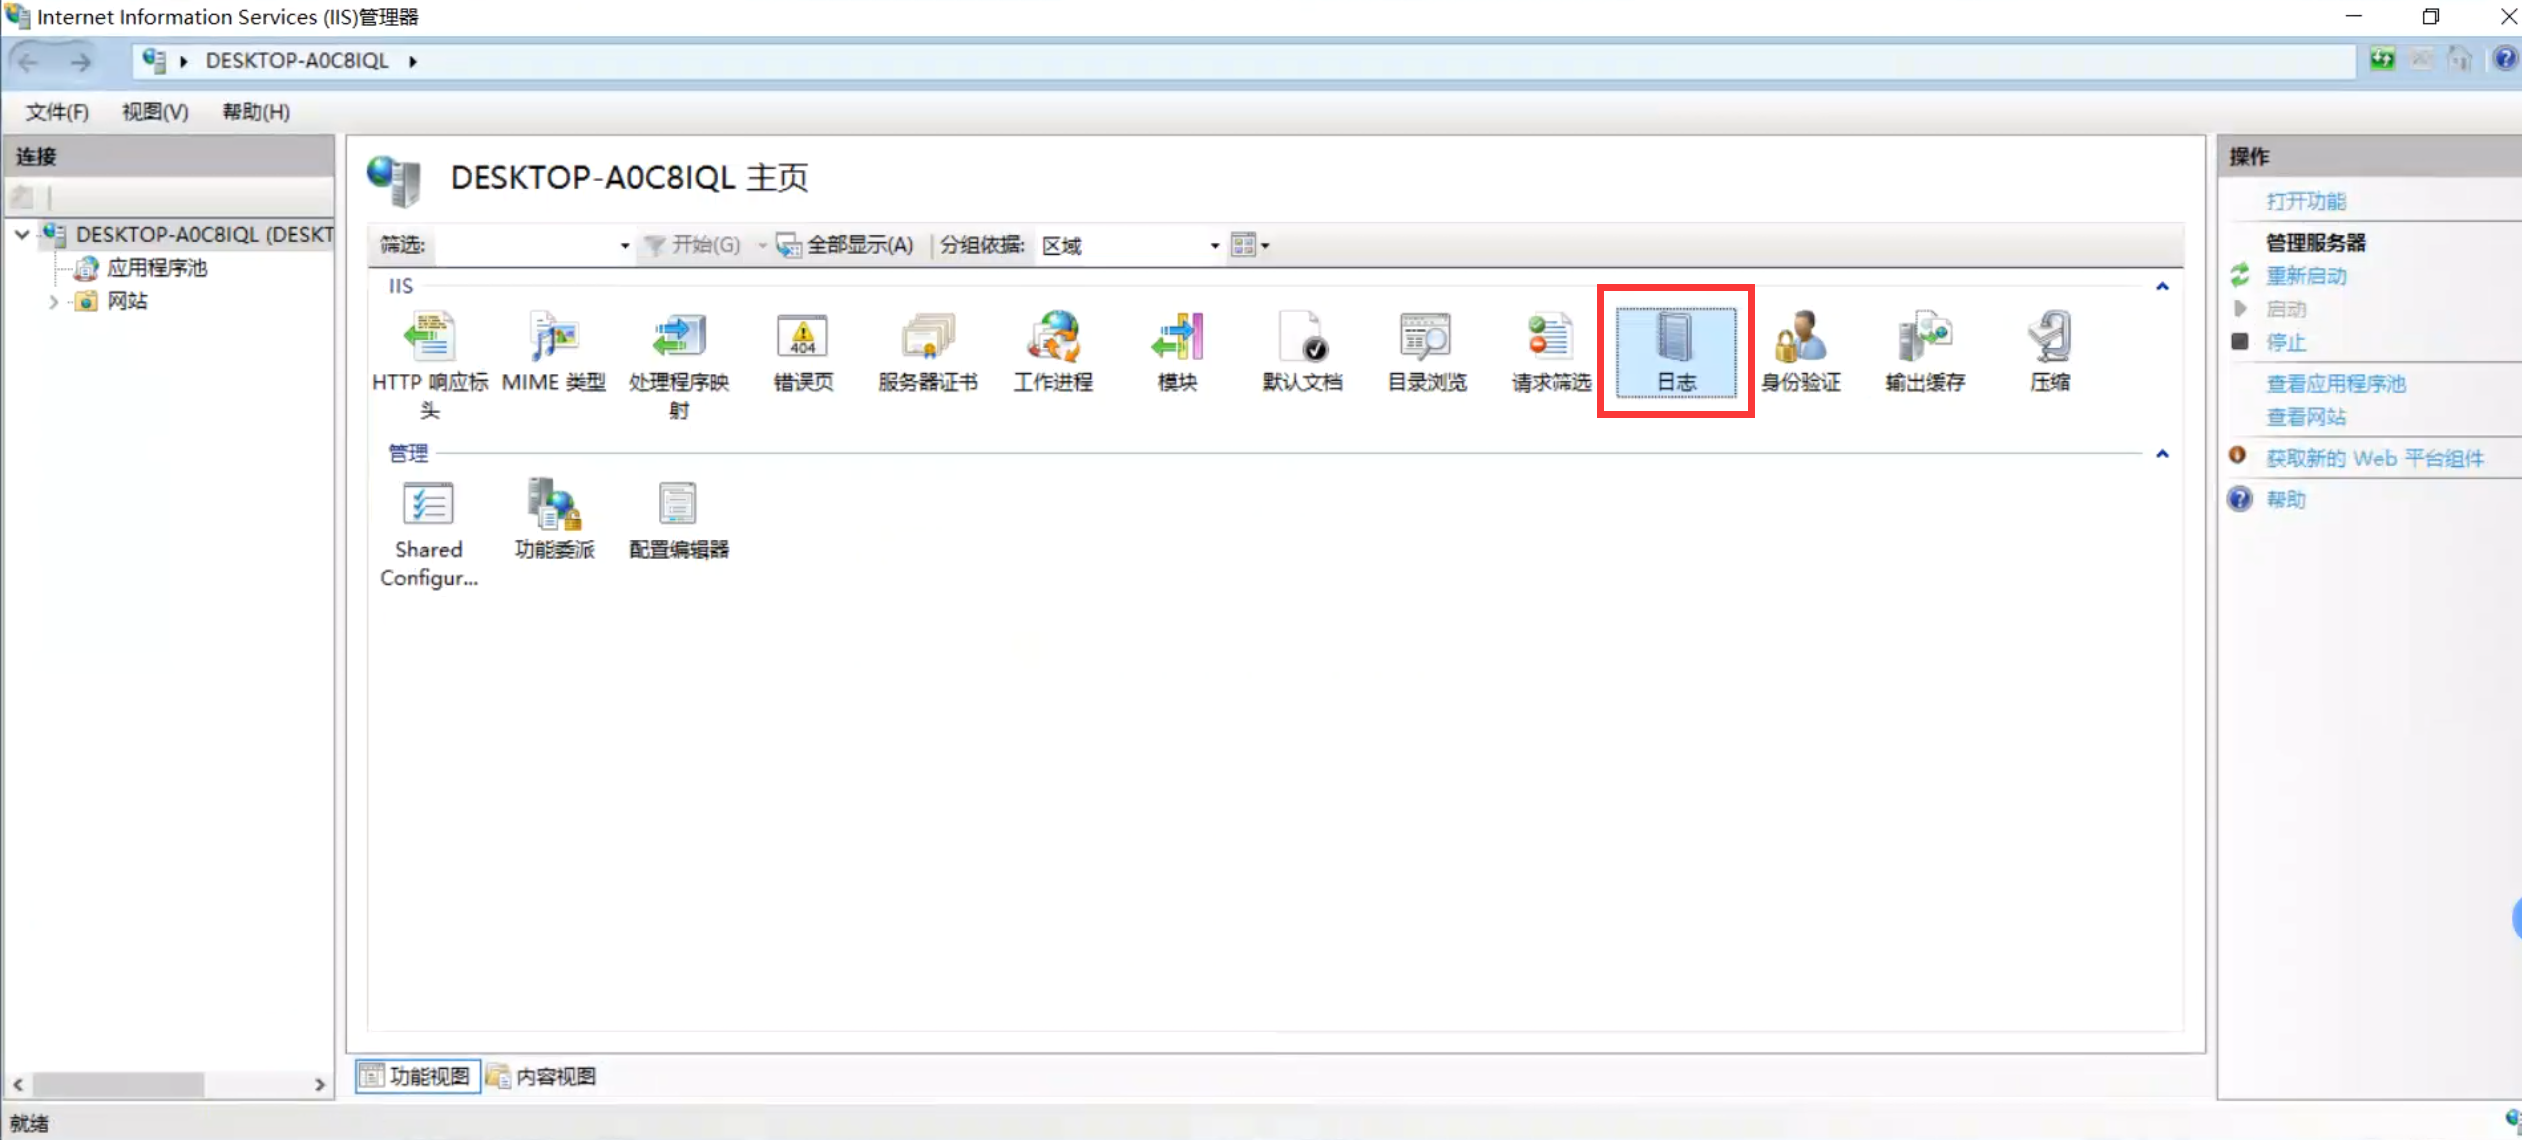 Internet Information Services (IIS)管理器
DESKTOP-A0C8IQL
文件(F) 视图(V) 帮助(H)
连接
DESKTOP-A0C8IQL (DESKT
应用程序池
网站
DESKTOP-A0C8IQL 主页
筛选: 开始(G) 全部显示(A) 分组依据: 区域
IIS
HTTP 响应标
头
MIME 类型
处理程序映
射
404
错误页
服务器证书
工作进程
模块
默认文档
目录浏览
请求筛选
日志
身份验证
输出缓存
压缩
管理
Shared
Configur...
功能委派
配置编辑器
操作
打开功能
管理服务器
重新启动
启动
停止
查看应用程序池
查看网站
获取新的 Web 平台组件
帮助
功能视图 内容视图
就绪